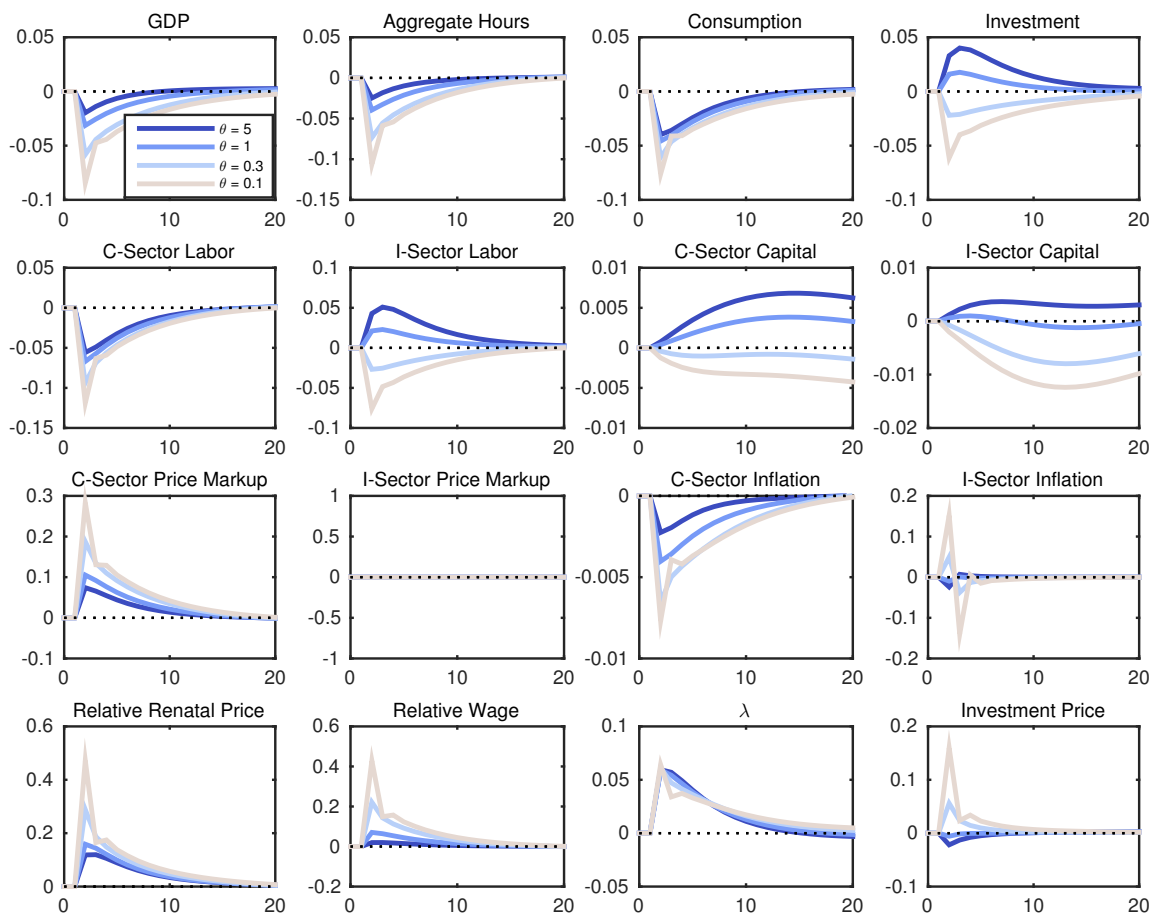 GDP
Aggregate Hours
Consumption
Investment
0.05
0
-0.05
-0.1
θ = 5
θ = 1
θ = 0.3
θ = 0.1
0 10 20
0.05
0
-0.05
-0.1
-0.15
0 10 20
0.05
0
-0.05
-0.1
0 10 20
0.05
0
-0.05
-0.1
0 10 20
C-Sector Labor
I-Sector Labor
C-Sector Capital
I-Sector Capital
0.05
0
-0.05
-0.1
-0.15
0 10 20
0.1
0.05
0
-0.05
-0.1
0 10 20
0.01
0.005
0
-0.005
-0.01
0 10 20
0.01
0
-0.01
-0.02
0 10 20
C-Sector Price Markup
I-Sector Price Markup
C-Sector Inflation
I-Sector Inflation
0.3
0.2
0.1
0
-0.1
0 10 20
1
0.5
0
-0.5
-1
0 10 20
0
-0.005
-0.01
0 10 20
0.2
0.1
0
-0.1
-0.2
0 10 20
Relative Renatal Price
Relative Wage
λ
Investment Price
0.6
0.4
0.2
0
0 10 20
0.6
0.4
0.2
0
-0.2
0 10 20
0.1
0.05
0
-0.05
0 10 20
0.2
0.1
0
-0.1
0 10 20